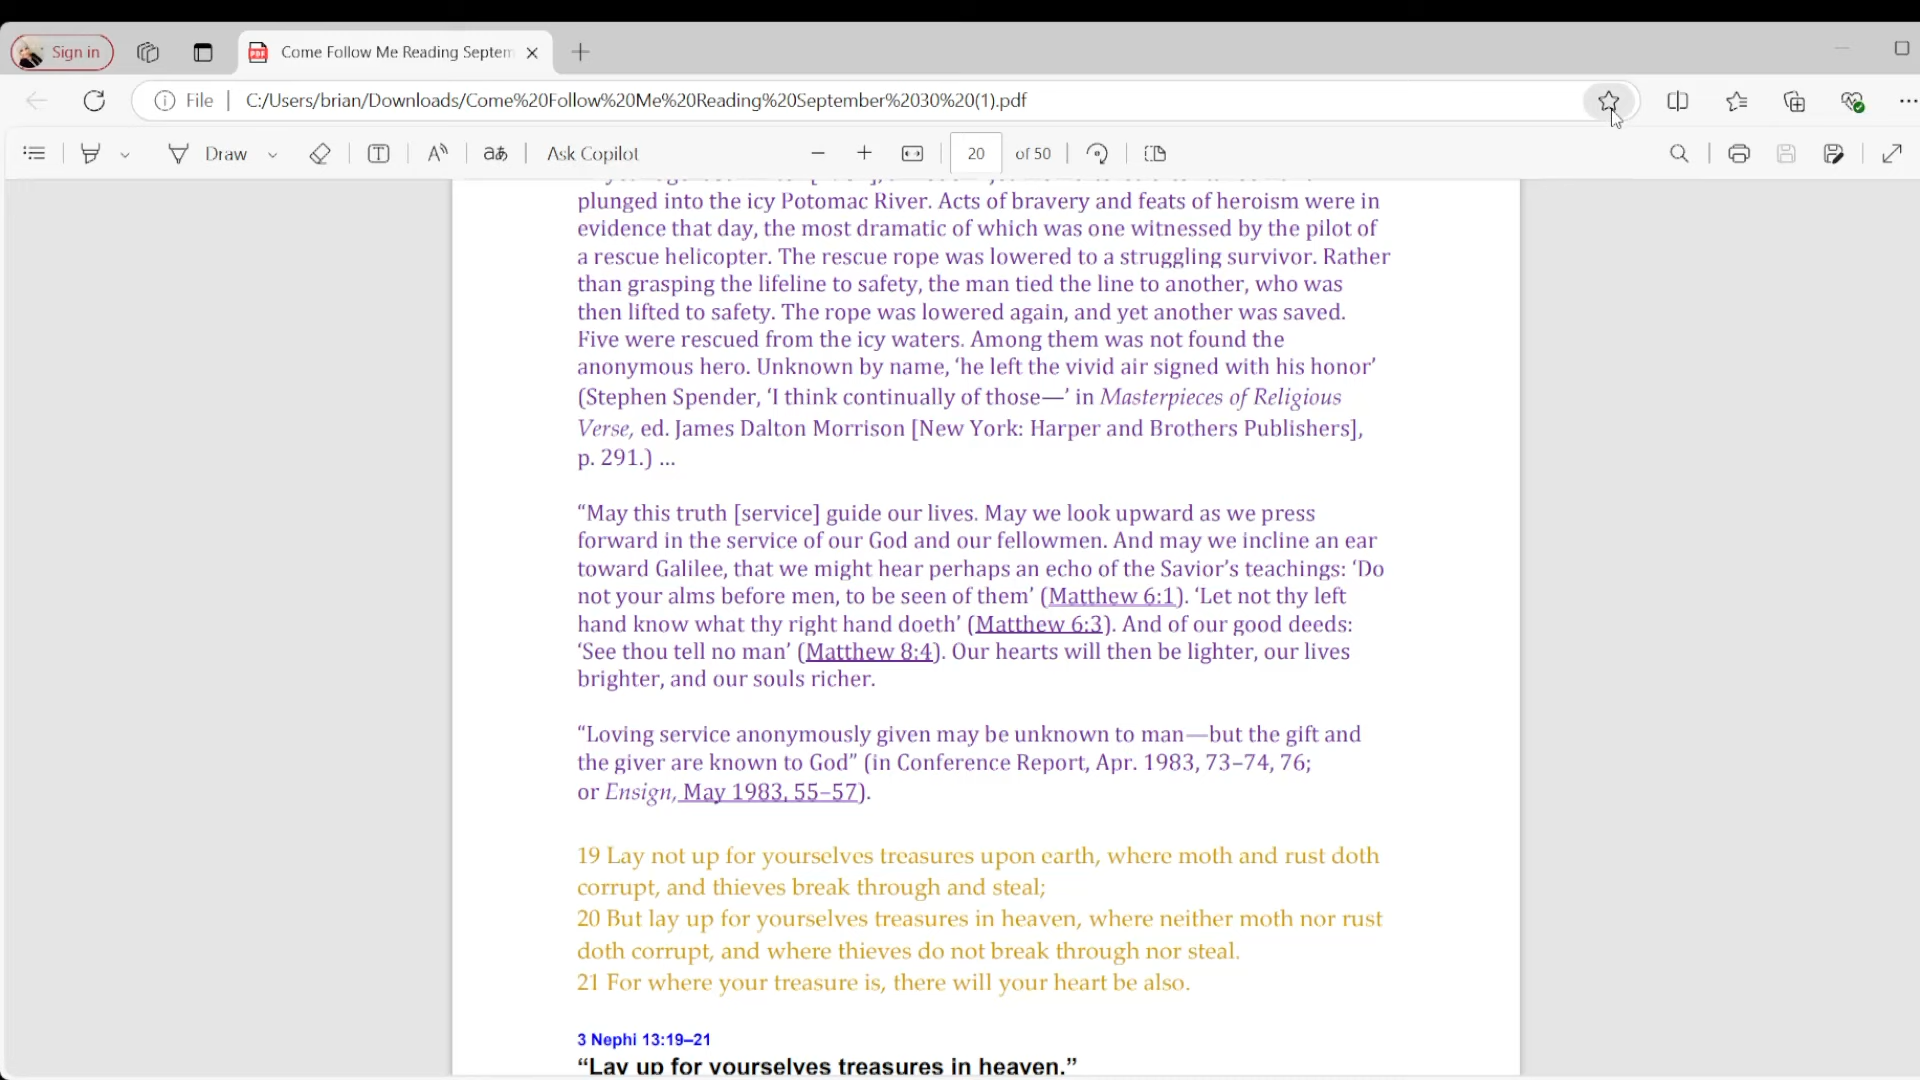 Sign in
Come Follow Me Reading Septem
File
C:/Users/brian/Downloads/Come%20Follow%20Me%20Reading%20September%2030%20(1).pdf
Draw
Ask Copilot
20 of 50
plunged into the icy Potomac River. Acts of bravery and feats of heroism were in
evidence that day, the most dramatic of which was one witnessed by the pilot of
a rescue helicopter. The rescue rope was lowered to a struggling survivor. Rather
than grasping the lifeline to safety, the man tied the line to another, who was
then lifted to safety. The rope was lowered again, and yet another was saved.
Five were rescued from the icy waters. Among them was not found the
anonymous hero. Unknown by name, ‘he left the vivid air signed with his honor’
(Stephen Spender, ‘I think continually of those—’ in Masterpieces of Religious
Verse, ed. James Dalton Morrison [New York: Harper and Brothers Publishers],
p. 291.) ...
“May this truth [service] guide our lives. May we look upward as we press
forward in the service of our God and our fellowmen. And may we incline an ear
toward Galilee, that we might hear perhaps an echo of the Savior’s teachings: ‘Do
not your alms before men, to be seen of them’ (Matthew 6:1). ‘Let not thy left
hand know what thy right hand doeth’ (Matthew 6:3). And of our good deeds:
‘See thou tell no man’ (Matthew 8:4). Our hearts will then be lighter, our lives
brighter, and our souls richer.
“Loving service anonymously given may be unknown to man—but the gift and
the giver are known to God” (in Conference Report, Apr. 1983, 73–74, 76;
or Ensign, May 1983, 55–57).
19 Lay not up for yourselves treasures upon earth, where moth and rust doth
corrupt, and thieves break through and steal;
20 But lay up for yourselves treasures in heaven, where neither moth nor rust
doth corrupt, and where thieves do not break through nor steal.
21 For where your treasure is, there will your heart be also.
3 Nephi 13:19–21
“Lay up for yourselves treasures in heaven.”